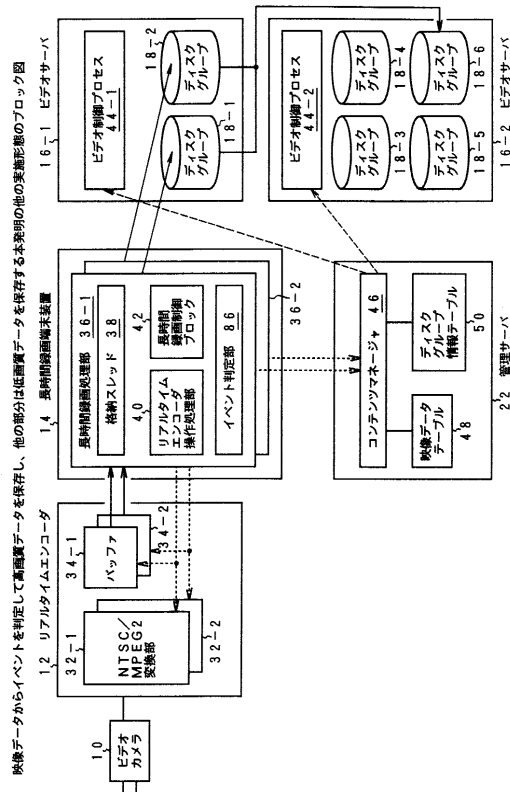 映像データからイベントを判定して高画質データを保存し、他の部分は低画質データを保存する本発明の他の実施形態のブロック図
10
ビデオ
カメラ
12 リアルタイムエンコーダ
32-1
NTSC/
MPEG2
変換部
32-2
34-1
バッファ
34-2
14 長時間録画端末装置
長時間録画処理部 36-1
格納スレッド 38
40
リアルタイム
エンコーダ
操作処理部
42
長時間
録画制御
ブロック
イベント判定部 86
36-2
16-1 ビデオサーバ
ビデオ制御プロセス
44-1
ディスク
グループ
18-1
ディスク
グループ
18-2
ビデオ制御プロセス
44-2
ディスク
グループ
18-3
ディスク
グループ
18-4
ディスク
グループ
18-5
ディスク
グループ
18-6
16-2 ビデオサーバ
コンテンツマネージャ 46
映像データ
テーブル
48
ディスク
グループ
情報テーブル
50
22 管理サーバ